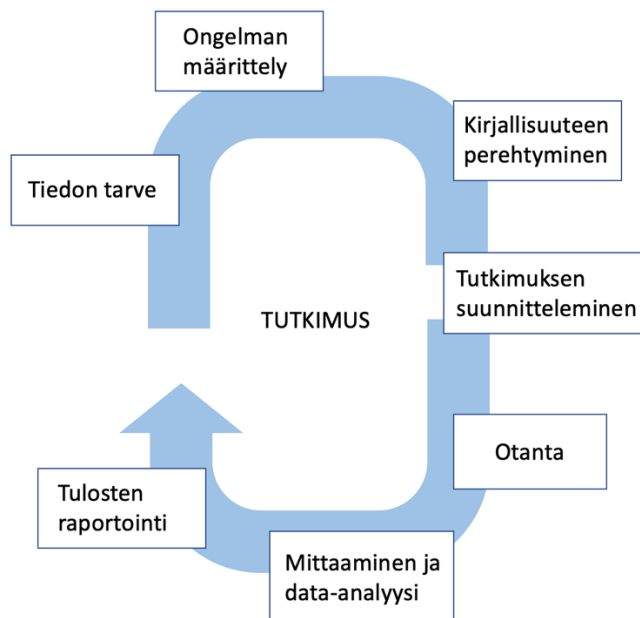 Ongelman
määrittely
Kirjallisuuteen
perehtyminen
Tiedon tarve
Tutkimuksen
suunnitteleminen
TUTKIMUS
Otanta
Tulosten
raportointi
Mittaaminen ja
data-analyysi